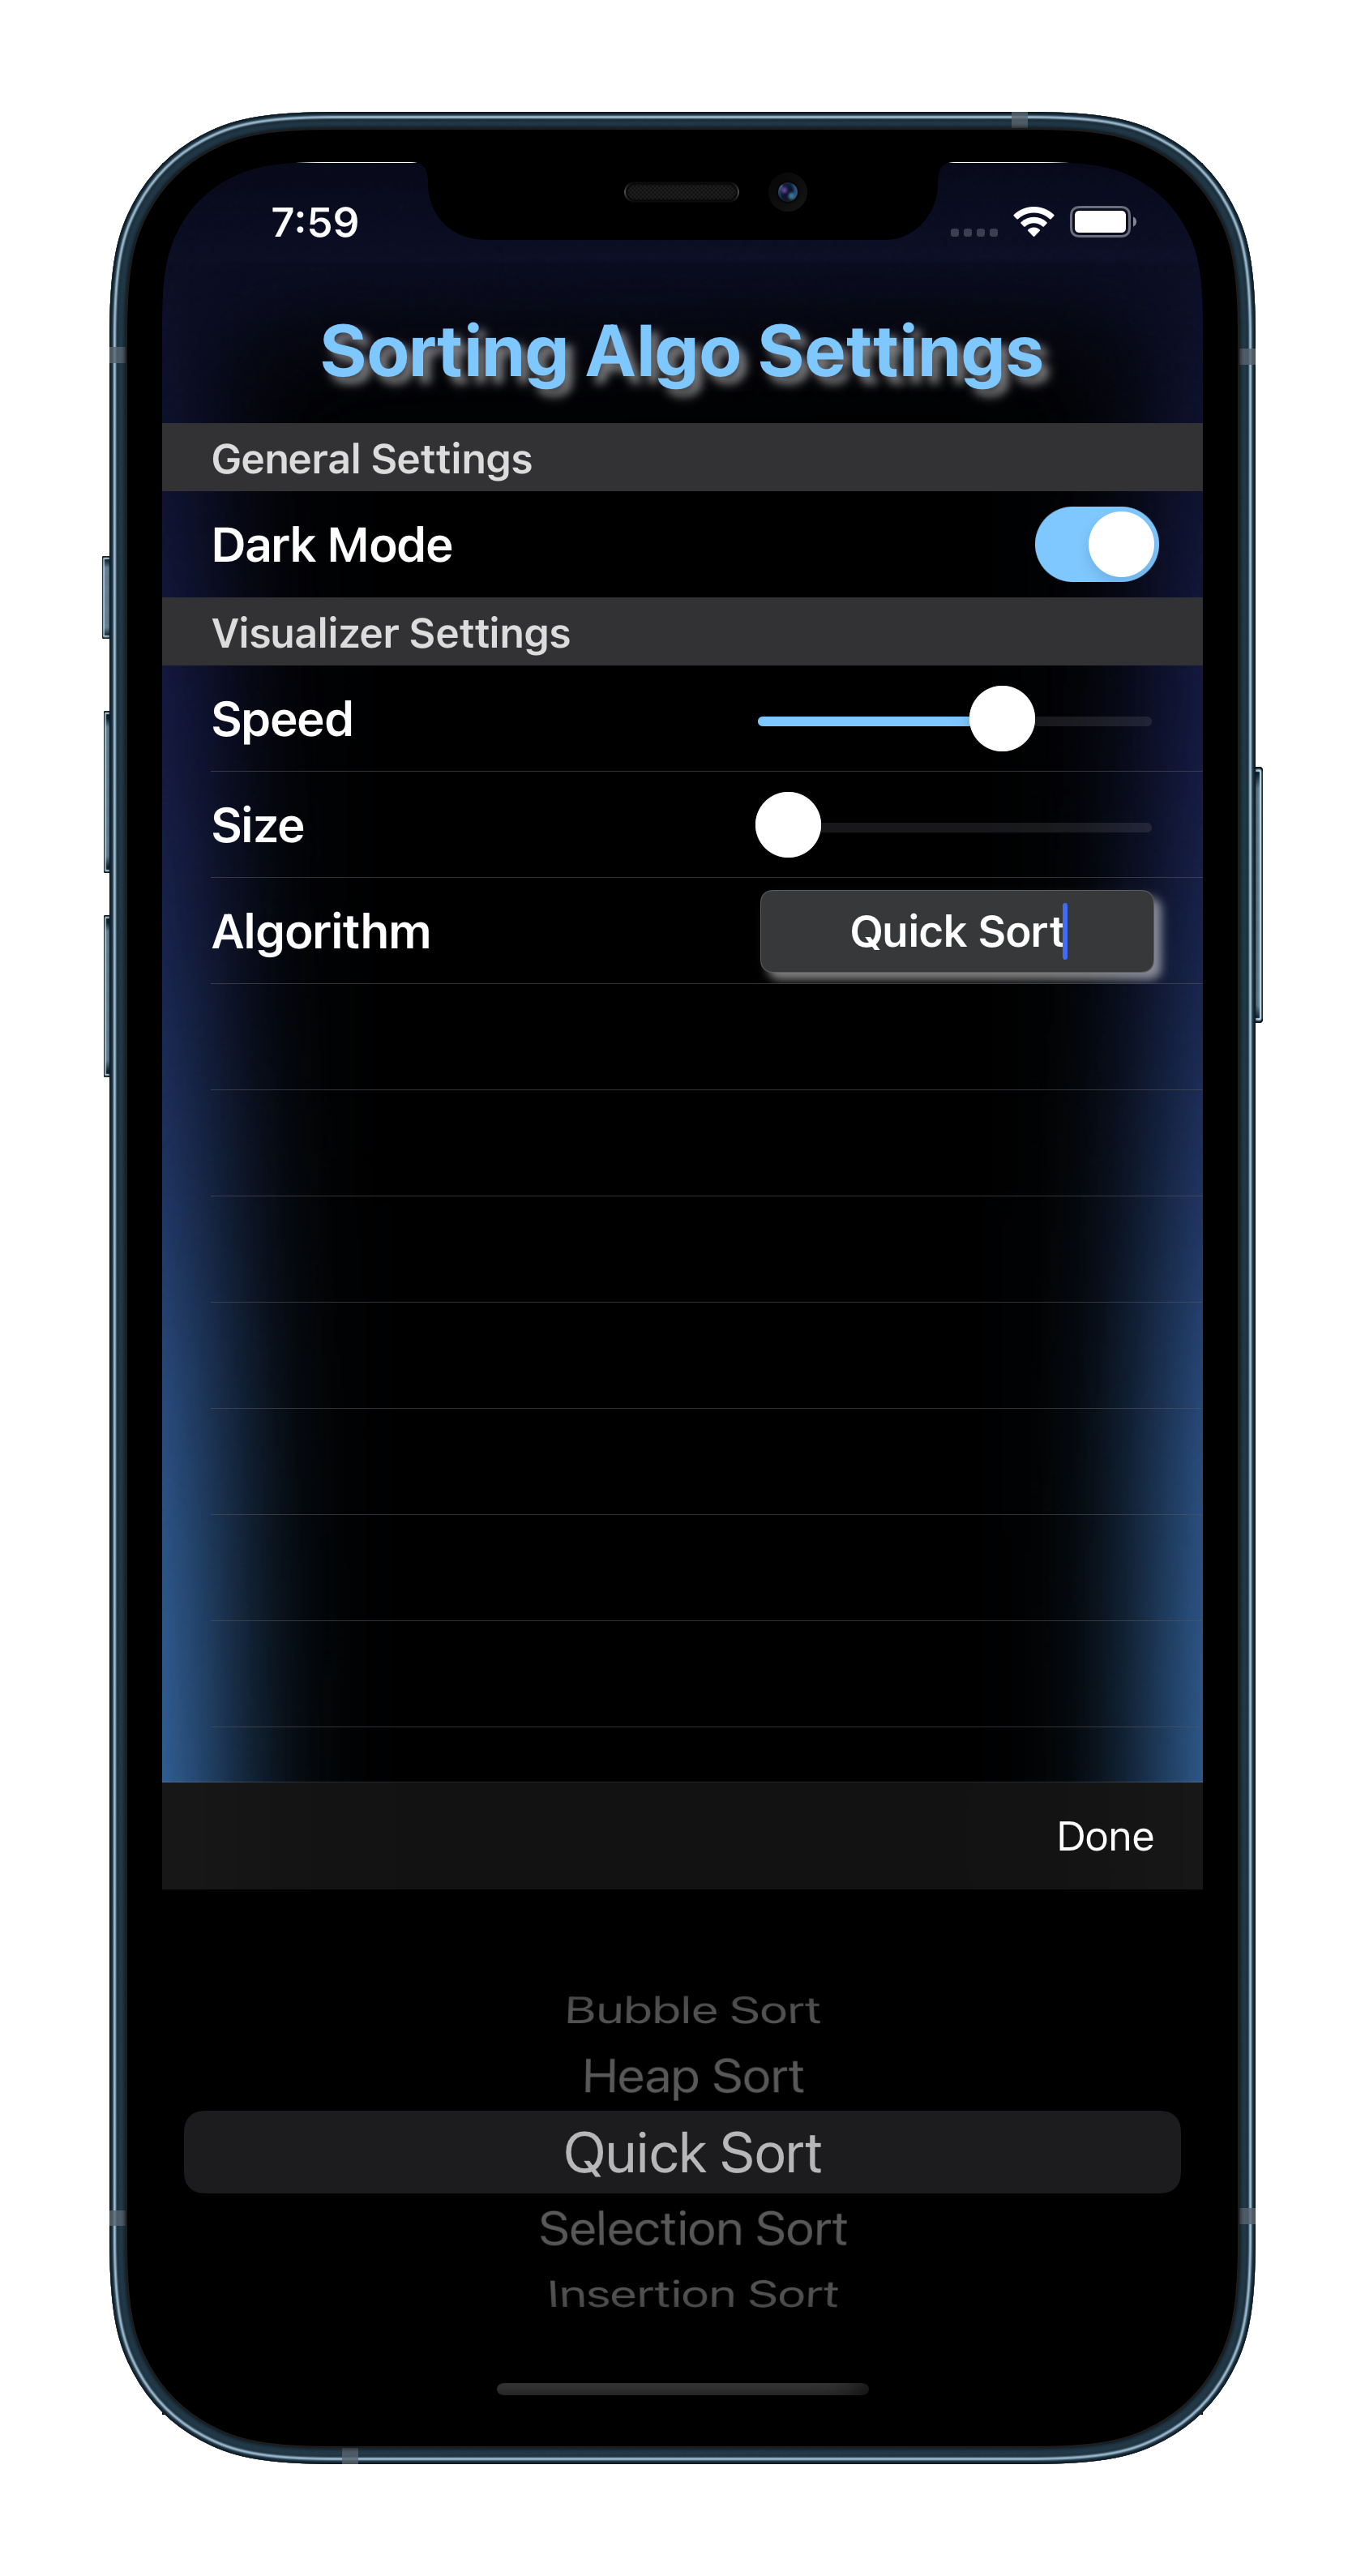 7:59
Sorting Algo Settings
General Settings
Dark Mode
Visualizer Settings
Speed
Size
Algorithm Quick Sort
Done
Bubble Sort
Heap Sort
Quick Sort
Selection Sort
Insertion Sort